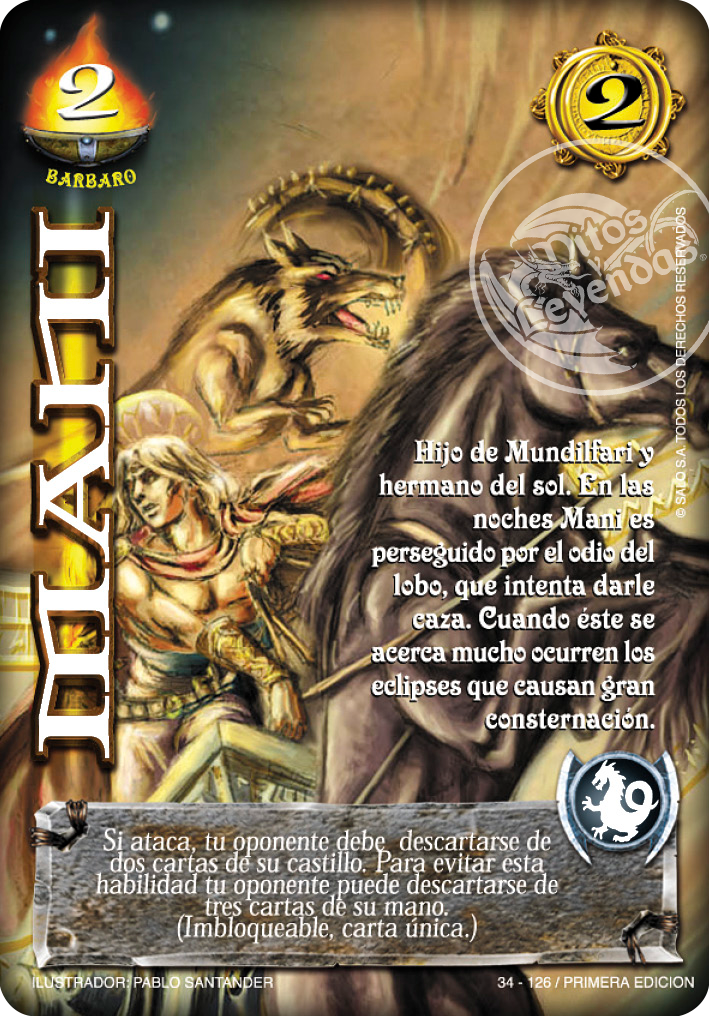 2
BARBARO
2
MANI
Mitos
Leyendas
© SALO S.A. TODOS LOS DERECHOS RESERVADOS
Hijo de Mundilfari y
hermano del sol. En las
noches Mani es
perseguido por el odio del
lobo, que intenta darle
caza. Cuando éste se
acerca mucho ocurren los
eclipses que causan gran
consternación.
Si ataca, tu oponente debe descartarse de
dos cartas de su castillo. Para evitar esta
habilidad tu oponente puede descartarse de
tres cartas de su mano.
(Imbloqueable, carta única.)
ILUSTRADOR: PABLO SANTANDER
34 - 126 / PRIMERA EDICION